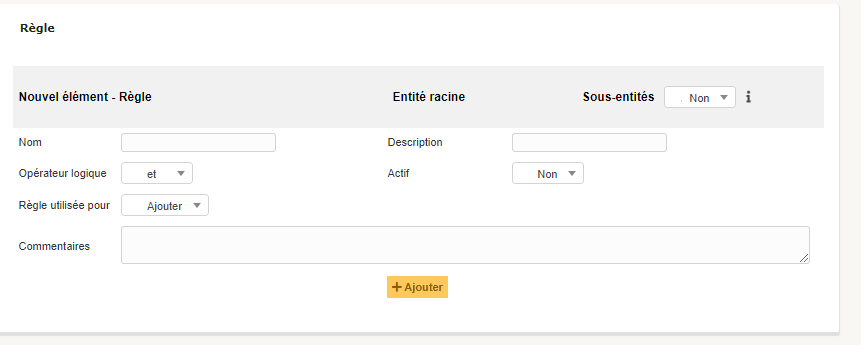 Règle
Nouvel élément - Règle Entité racine Sous-entités Non
Nom Description
Opérateur logique et Actif Non
Règle utilisée pour Ajouter
Commentaires
+ Ajouter